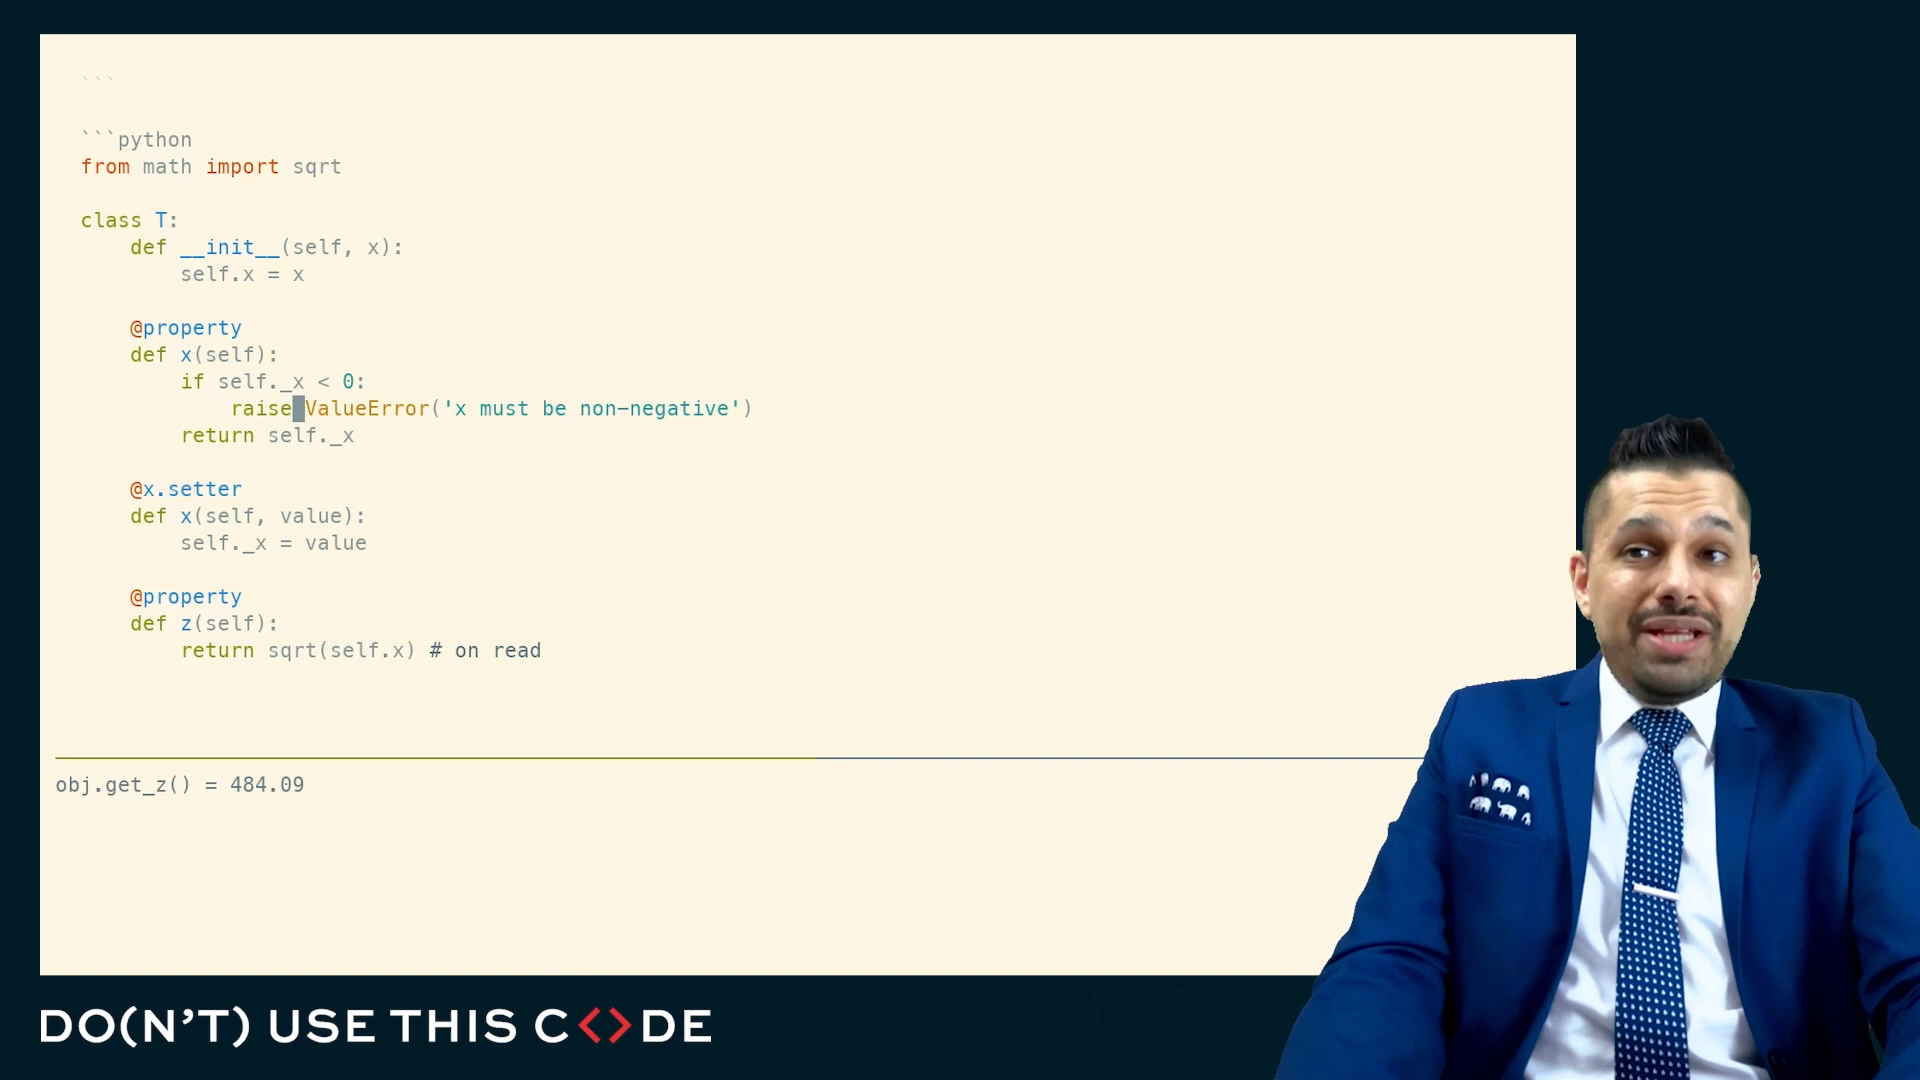 ```
```python
from math import sqrt
class T:
    def __init__(self, x):
        self.x = x
    @property
    def x(self):
        if self._x < 0:
            raise ValueError('x must be non-negative')
        return self._x
    @x.setter
    def x(self, value):
        self._x = value
    @property
    def z(self):
        return sqrt(self.x) # on read
obj.get_z() = 484.09
DO(N'T) USE THIS C<>DE